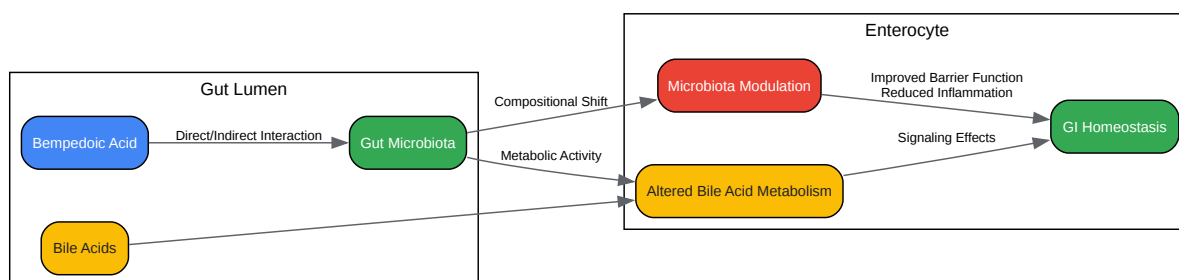 Enterocyte
Microbiota Modulation
Improved Barrier Function
Reduced Inflammation
Gut Lumen
Compositional Shift
GI Homeostasis
Bempedoic Acid
Direct/Indirect Interaction
Gut Microbiota
Signaling Effects
Metabolic Activity
Altered Bile Acid Metabolism
Bile Acids